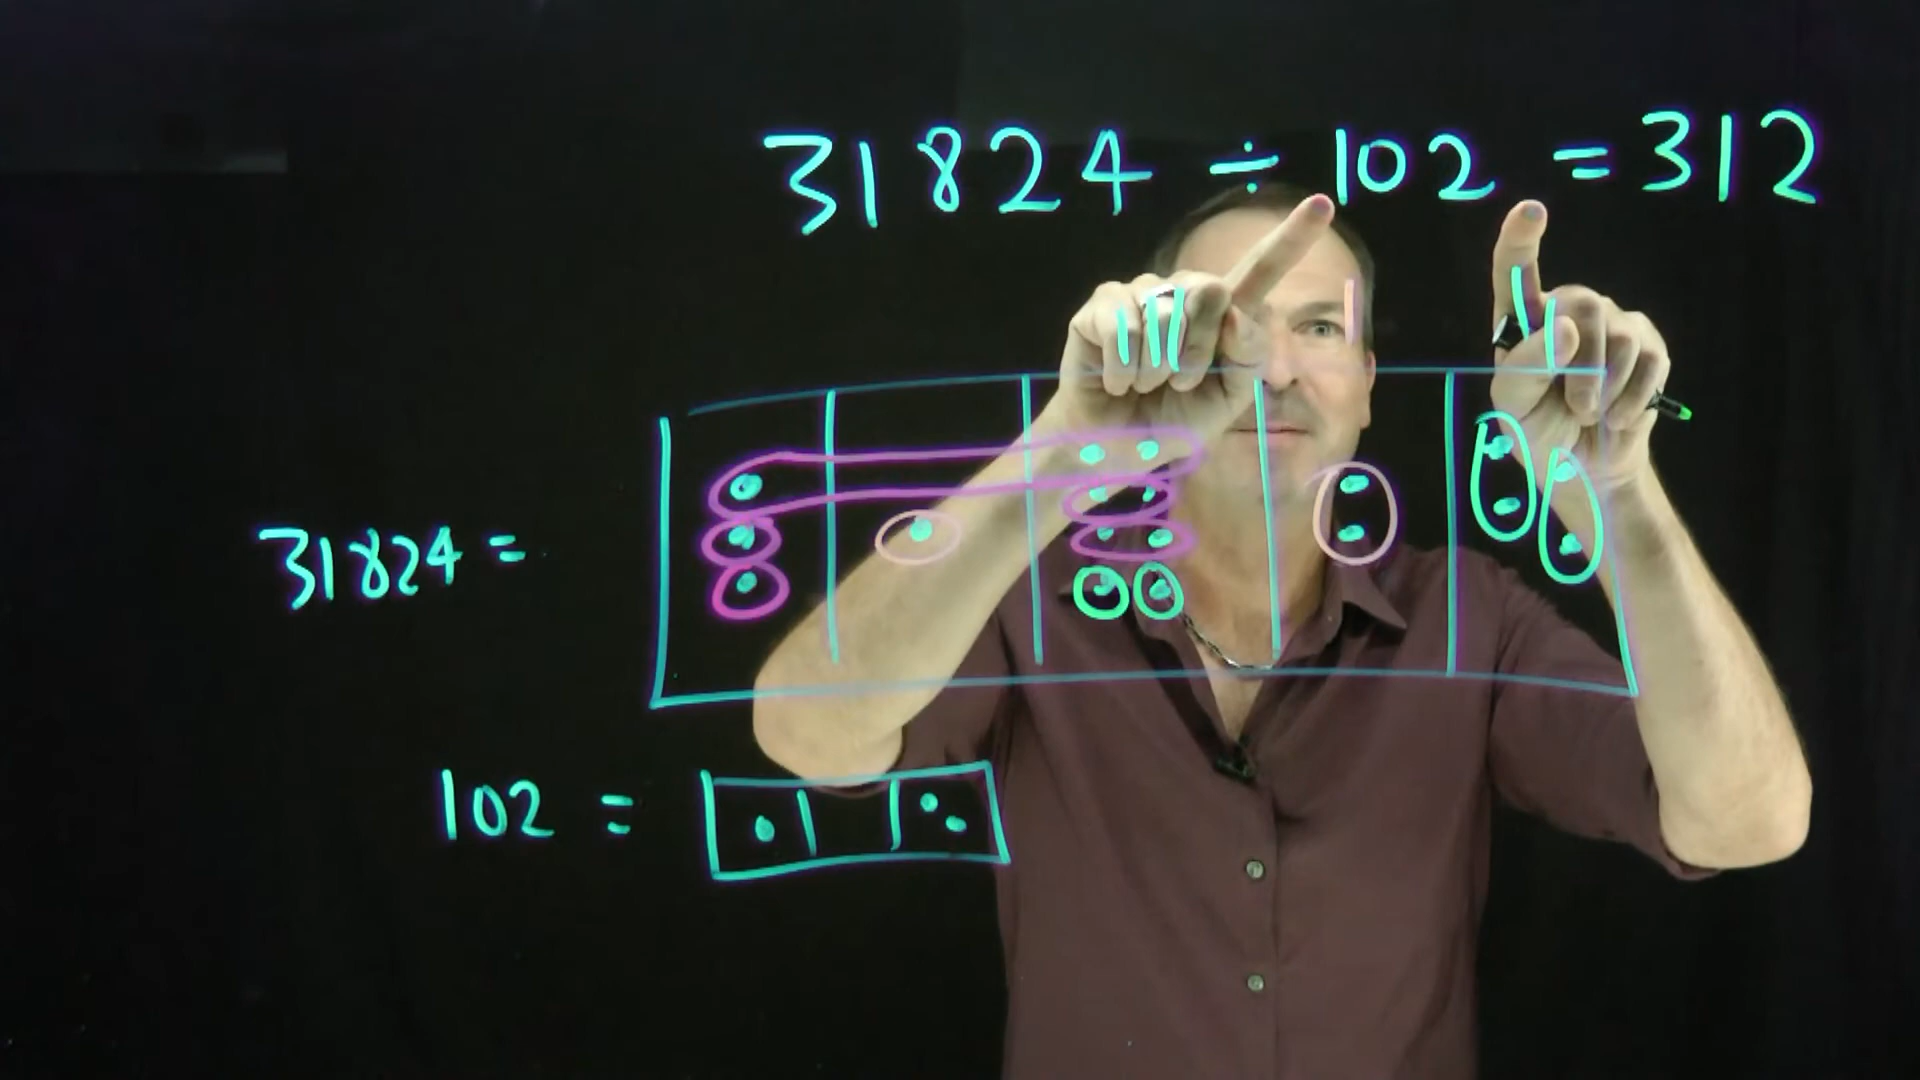 31824 ÷ 102 = 312
||| | ||
31824 =
102 =